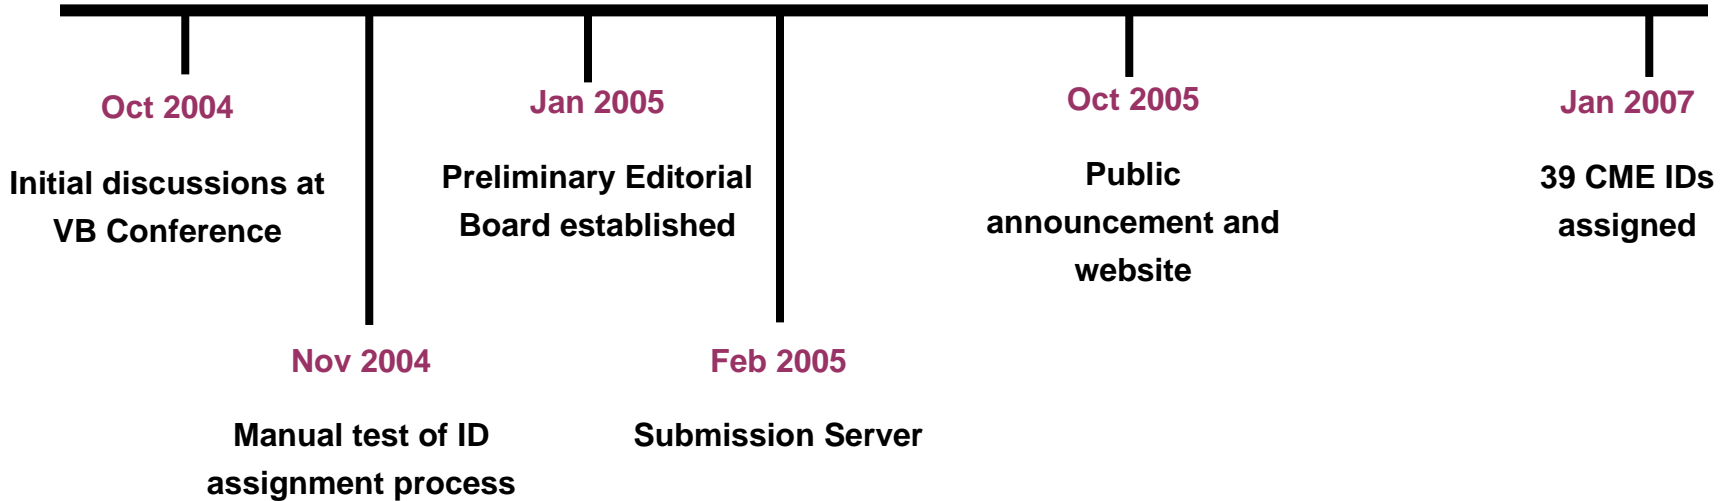 Oct 2004
Initial discussions at
VB Conference
Nov 2004
Manual test of ID
assignment process
Jan 2005
Preliminary Editorial
Board established
Feb 2005
Submission Server
Oct 2005
Public
announcement and
website
Jan 2007
39 CME IDs
assigned